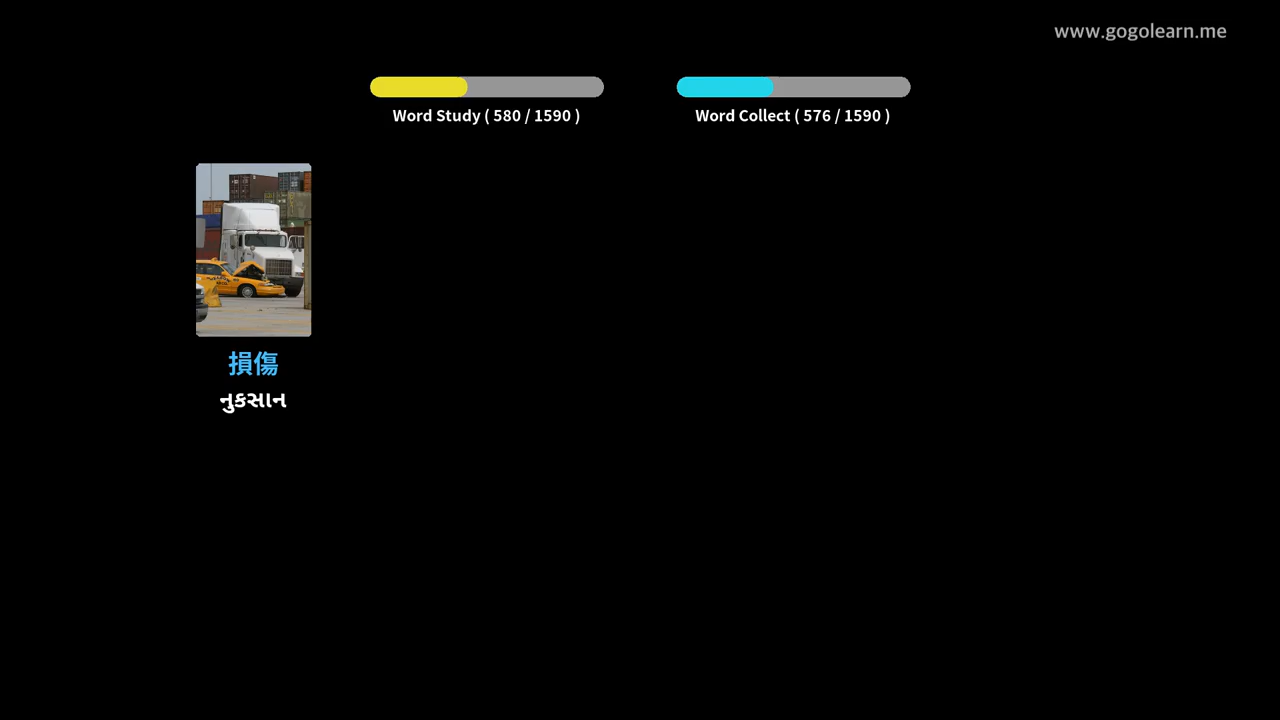 www.gogolearn.me
Word Study ( 580 / 1590 )
Word Collect ( 576 / 1590 )
損傷
નુકસાન